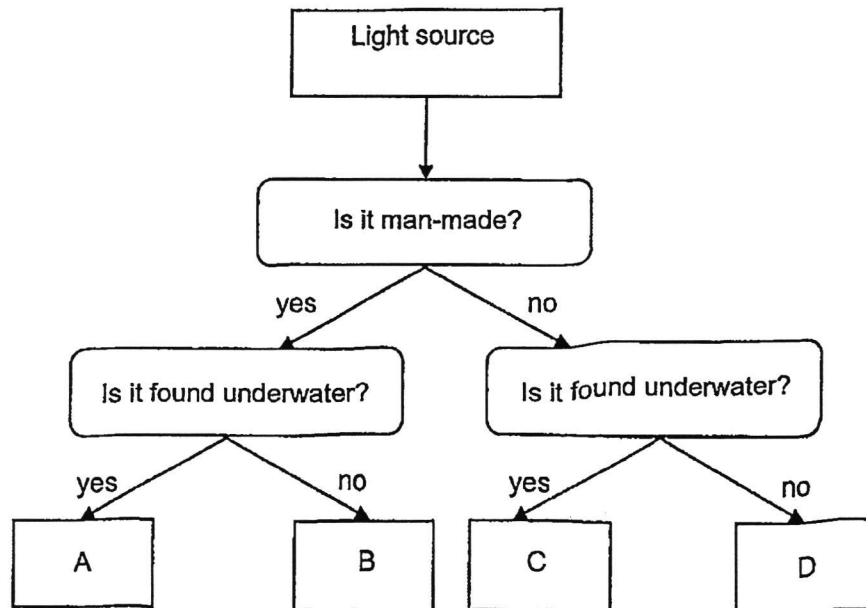 Light source
Is it man-made?
yes
no
Is it found underwater?
Is it found underwater?
yes
no
yes
no
A
B
C
D